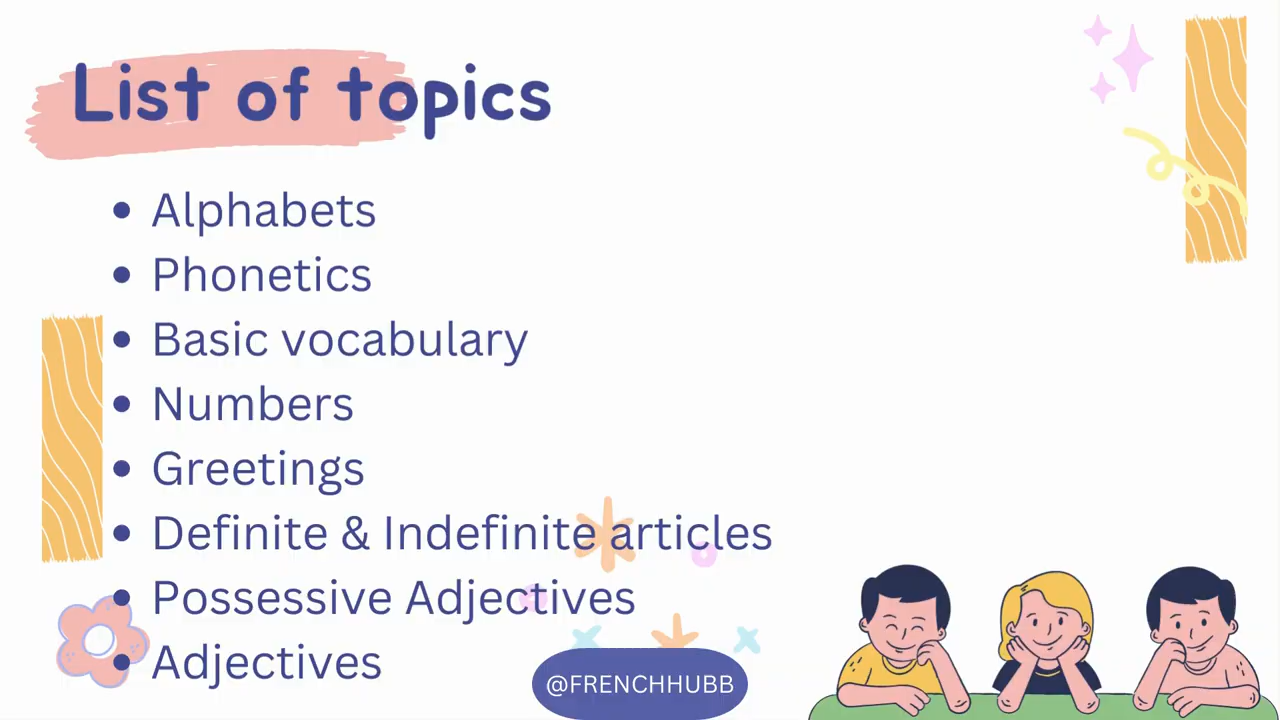 List of topics
• Alphabets
• Phonetics
• Basic vocabulary
• Numbers
• Greetings
• Definite & Indefinite articles
• Possessive Adjectives
• Adjectives
@FRENCHHUBB